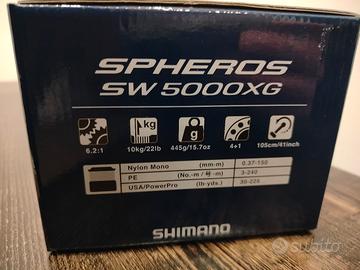 SPHEROS
SW 5000XG
kg
g
6.2:1 10kg/22lb 445g/15.7oz 4+1 105cm/41inch
Nylon Mono (mm-m) 0.37-150
PE (No.-m / 号-m) 3-240
USA/PowerPro (lb-yds.) 30-225
SHIMANO
subito